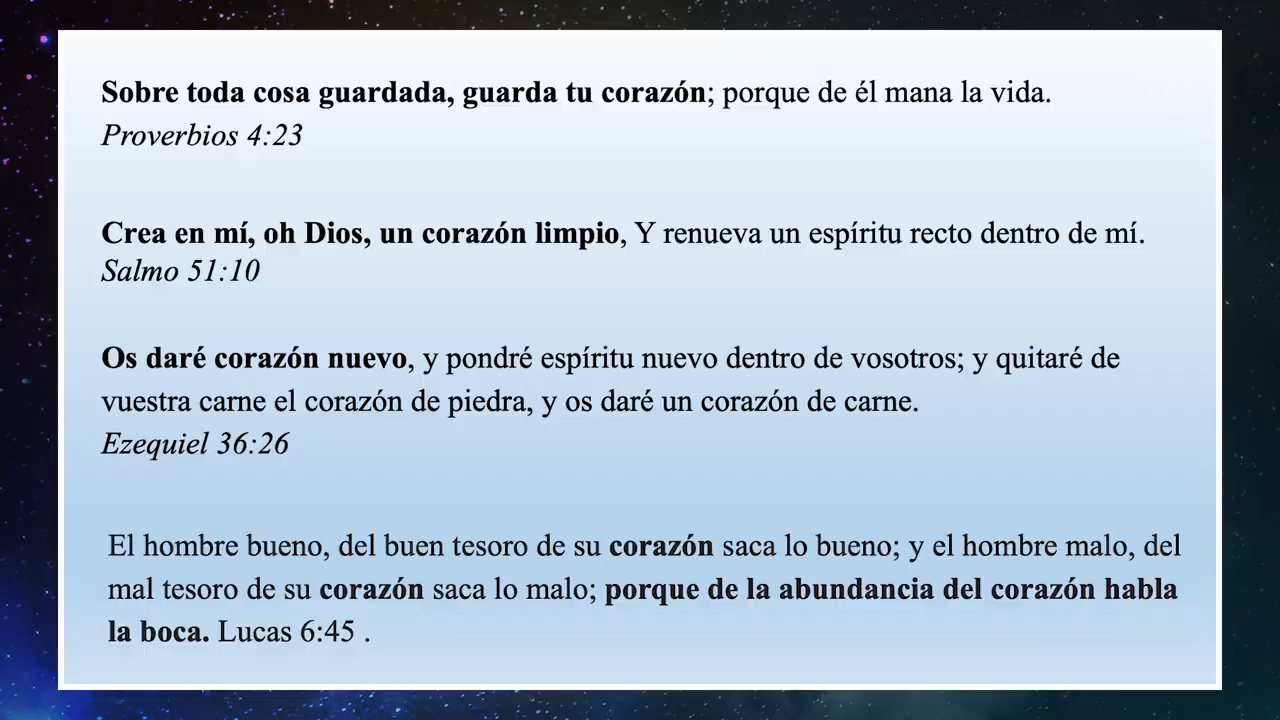 Sobre toda cosa guardada, guarda tu corazón; porque de él mana la vida.
Proverbios 4:23
Crea en mí, oh Dios, un corazón limpio, Y renueva un espíritu recto dentro de mí.
Salmo 51:10
Os daré corazón nuevo, y pondré espíritu nuevo dentro de vosotros; y quitaré de
vuestra carne el corazón de piedra, y os daré un corazón de carne.
Ezequiel 36:26
El hombre bueno, del buen tesoro de su corazón saca lo bueno; y el hombre malo, del
mal tesoro de su corazón saca lo malo; porque de la abundancia del corazón habla
la boca. Lucas 6:45 .